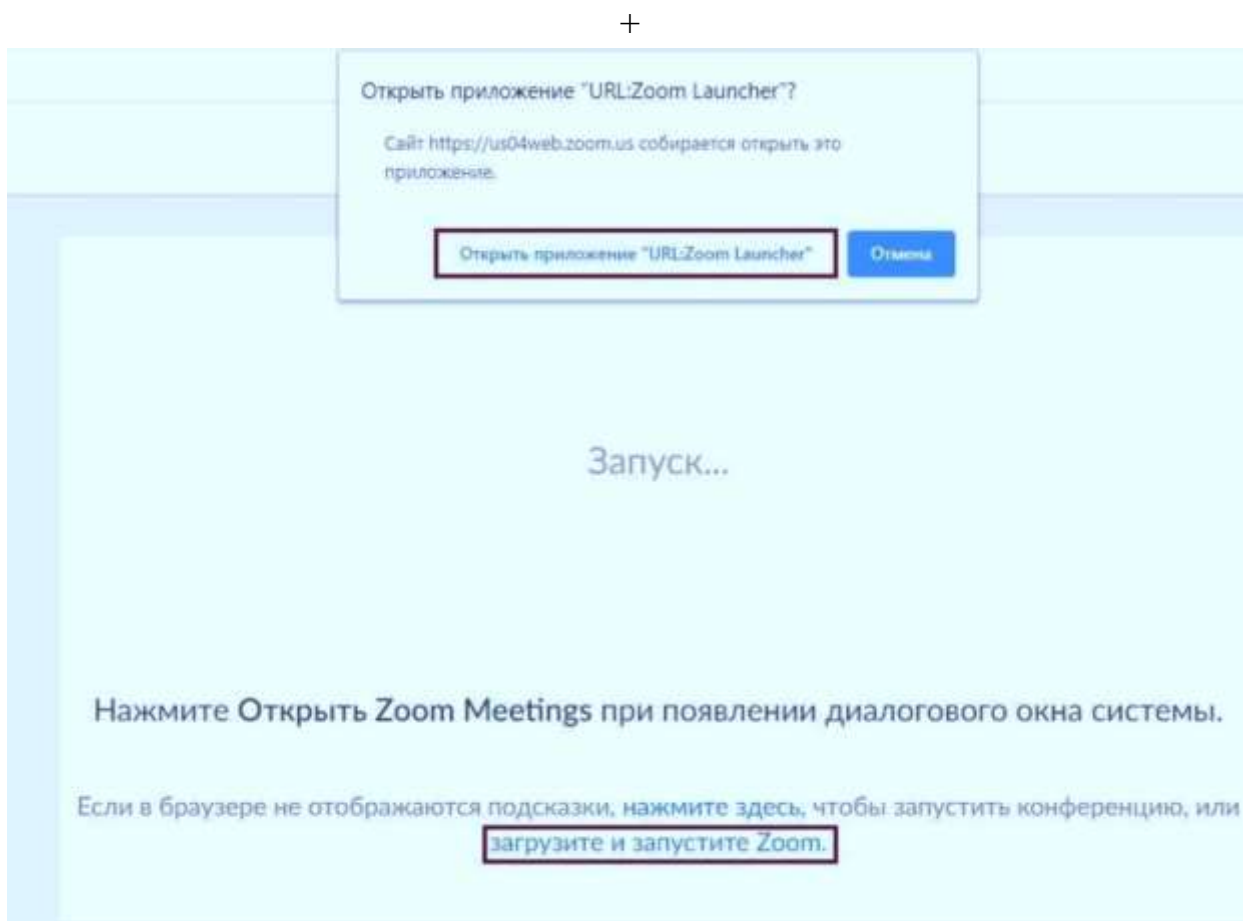 +
Открыть приложение "URL:Zoom Launcher"?
Сайт https://us04web.zoom.us собирается открыть это
приложение.
Открыть приложение "URL:Zoom Launcher"
Отмена
Запуск...
Нажмите Открыть Zoom Meetings при появлении диалогового окна системы.
Если в браузере не отображаются подсказки, нажмите здесь, чтобы запустить конференцию, или
загрузите и запустите Zoom.